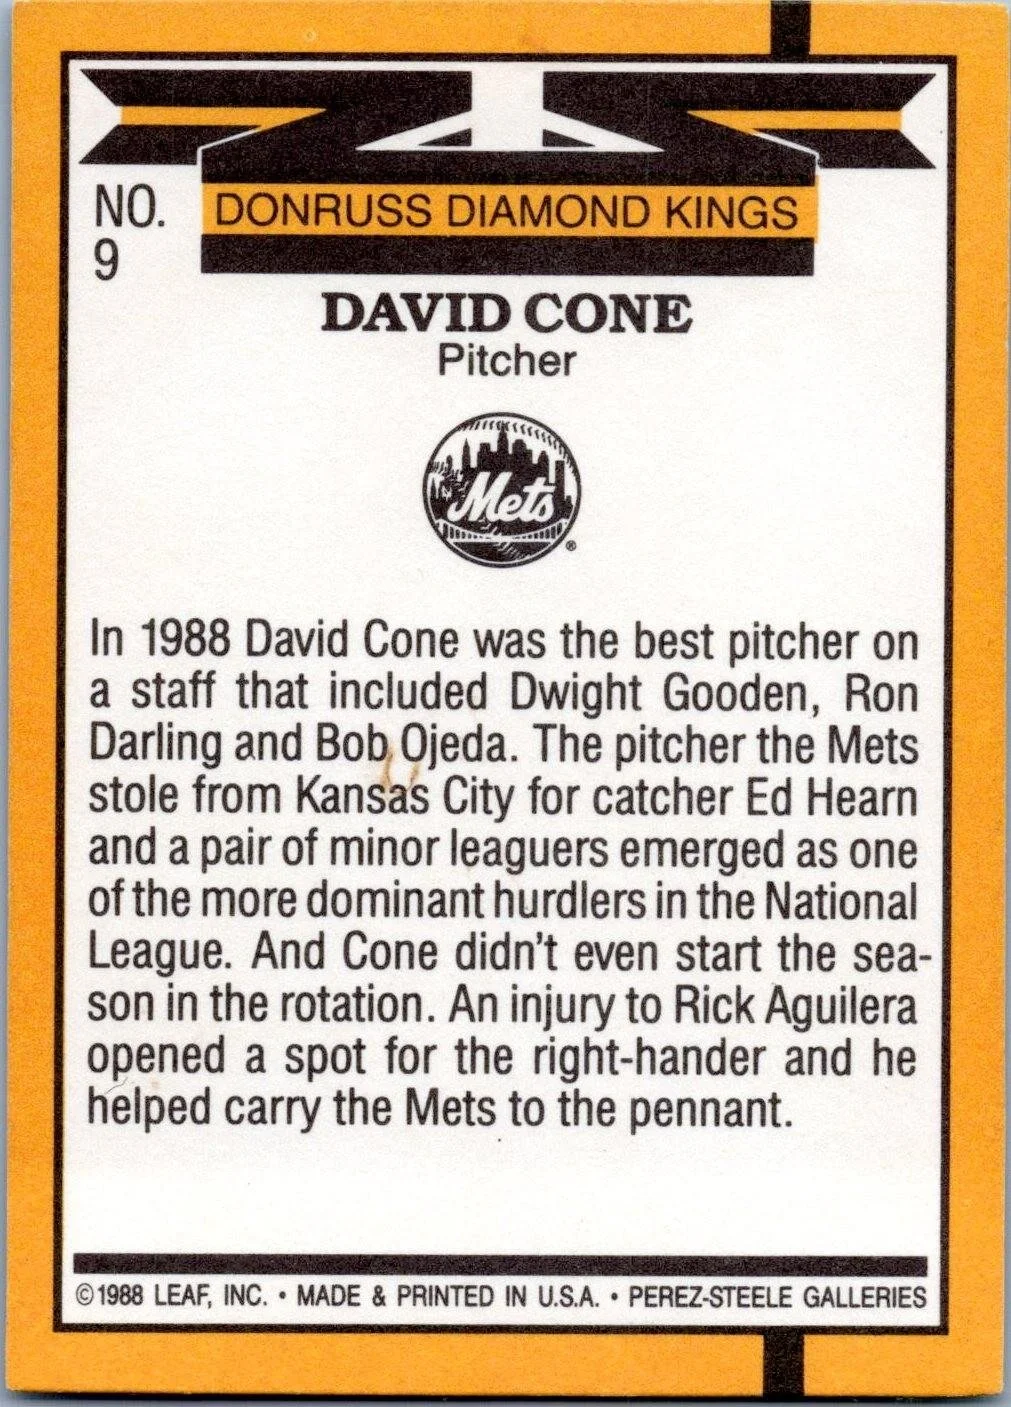 NO.
9
DONRUSS DIAMOND KINGS
DAVID CONE
Pitcher
Mets
®
In 1988 David Cone was the best pitcher on
a staff that included Dwight Gooden, Ron
Darling and Bob Ojeda. The pitcher the Mets
stole from Kansas City for catcher Ed Hearn
and a pair of minor leaguers emerged as one
of the more dominant hurdlers in the National
League. And Cone didn't even start the sea-
son in the rotation. An injury to Rick Aguilera
opened a spot for the right-hander and he
helped carry the Mets to the pennant.
©1988 LEAF, INC. • MADE & PRINTED IN U.S.A. • PEREZ-STEELE GALLERIES